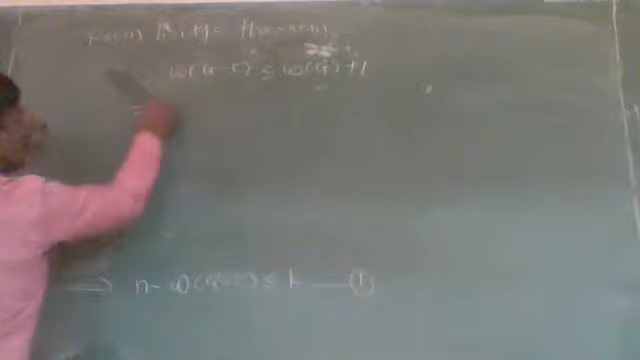 From Bridge Theorem
ω(G-e) ≤ ω(G)+1
⇒ n-ω(G-e) ≤ k —— ①